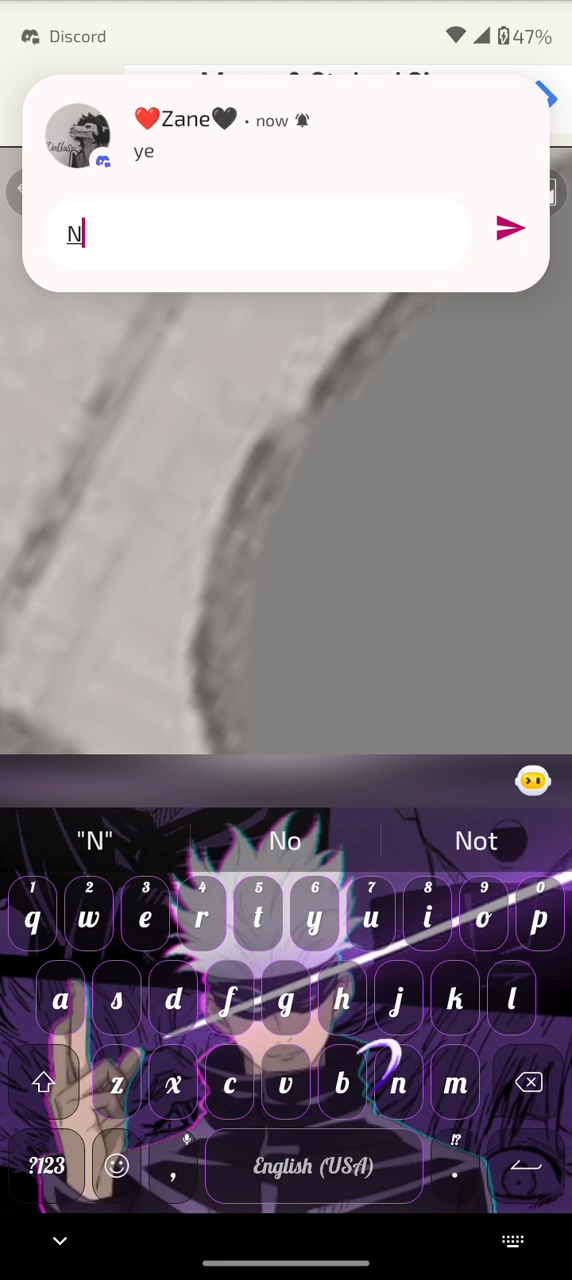 Discord
47%
❤️Zane🖤 • now
ye
N
"N" No Not
1 2 3 4 5 6 7 8 9 0
q w e r t y u i o p
a s d f g h j k l
z x c v b n m
!?
?123 , English (USA) .